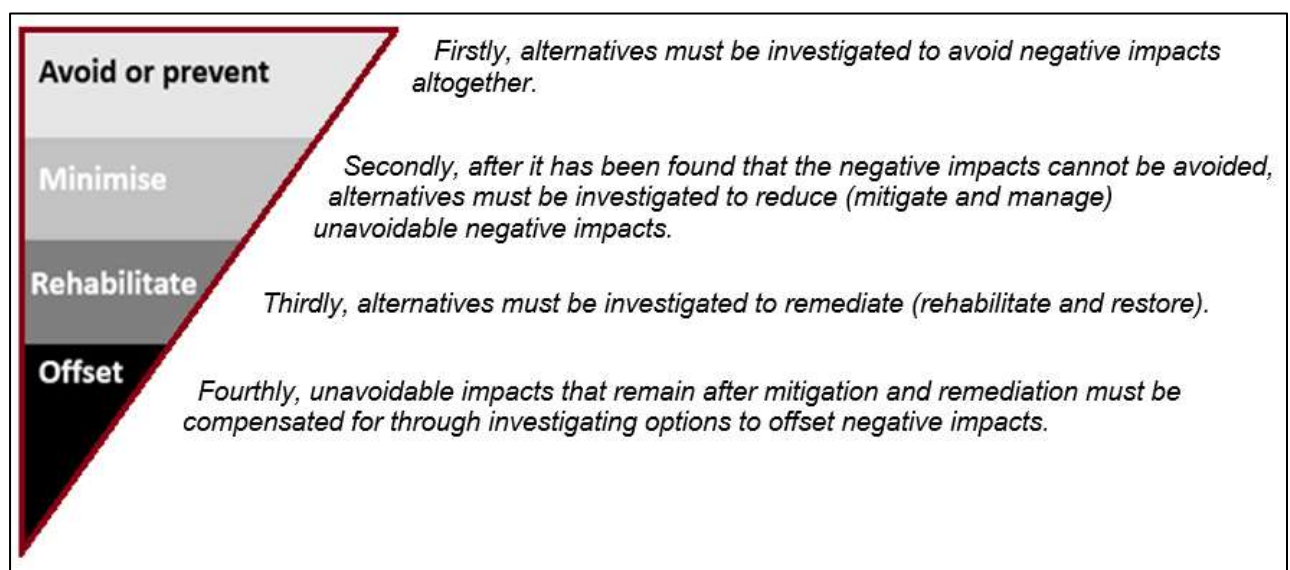 Avoid or prevent
Firstly, alternatives must be investigated to avoid negative impacts
altogether.
Minimise
Secondly, after it has been found that the negative impacts cannot be avoided,
alternatives must be investigated to reduce (mitigate and manage)
unavoidable negative impacts.
Rehabilitate
Thirdly, alternatives must be investigated to remediate (rehabilitate and restore).
Offset
Fourthly, unavoidable impacts that remain after mitigation and remediation must be
compensated for through investigating options to offset negative impacts.